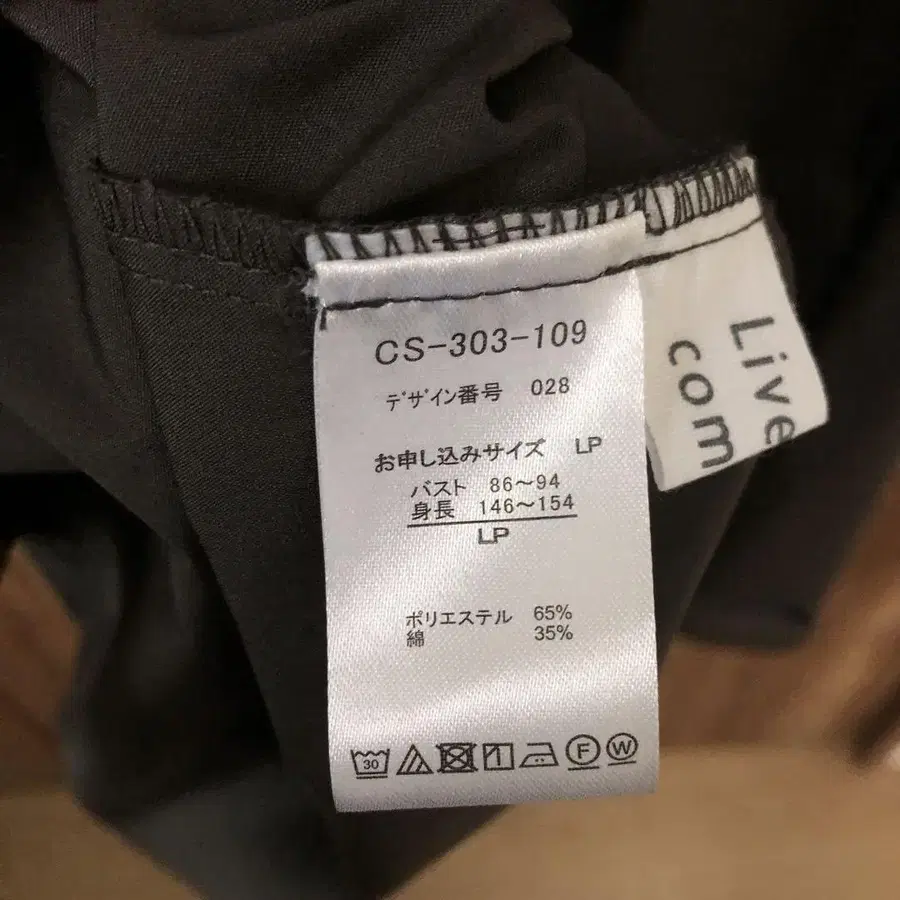 CS-303-109
デザイン番号 028
お申し込みサイズ LP
バスト 86～94
身長 146～154
LP
ポリエステル 65%
綿 35%
30
F
W
Live
com